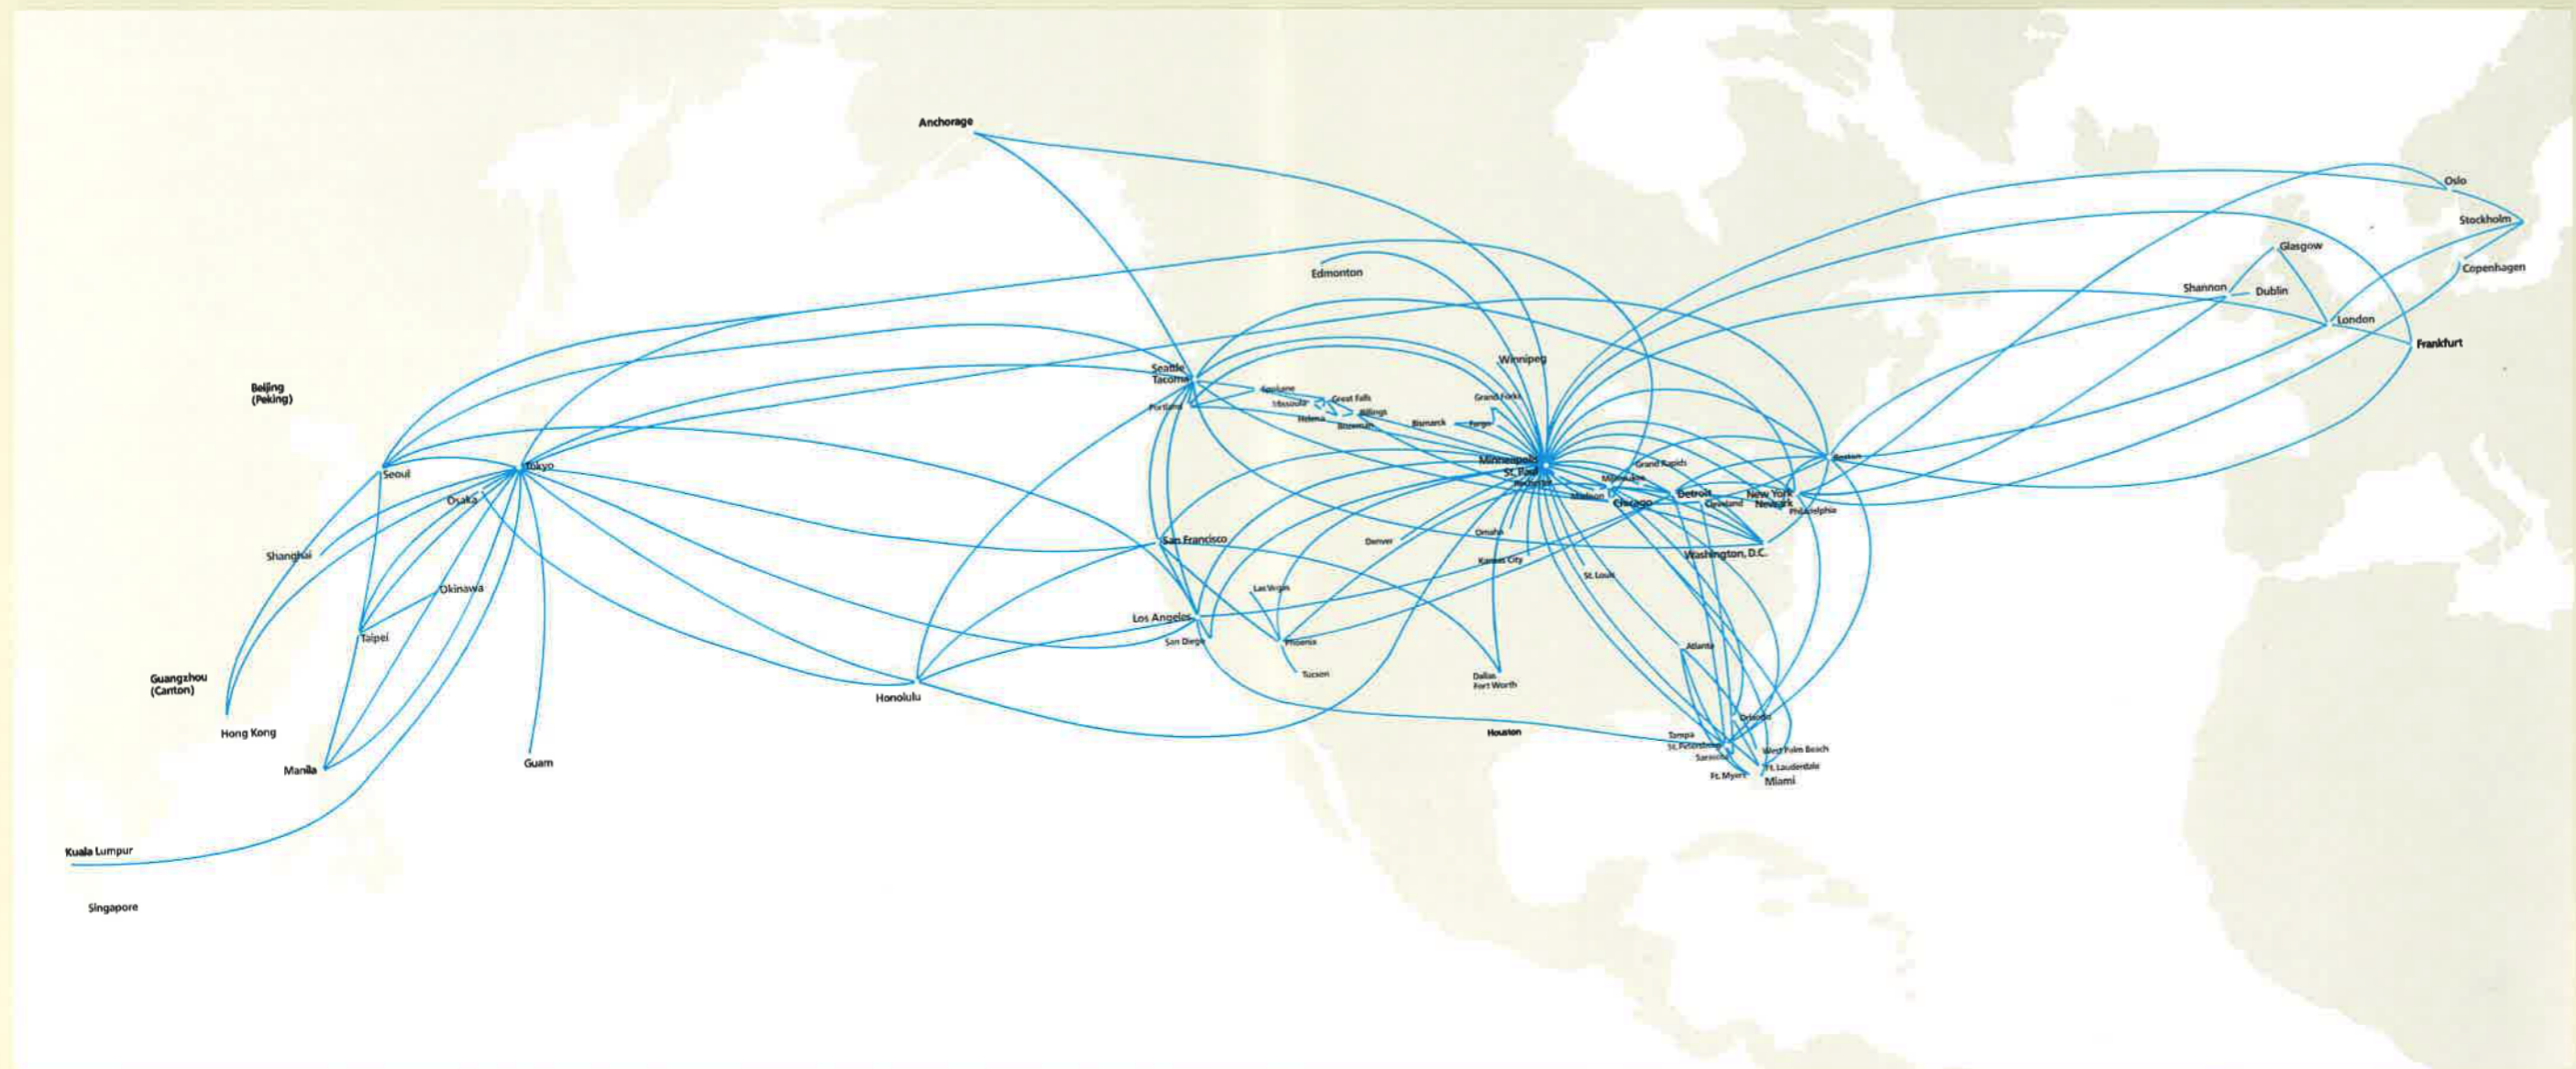 Anchorage
Oslo
Stockholm
Glasgow
Edmonton
Copenhagen
Shannon
Dublin
London
Frankfurt
Winnipeg
Seattle
Tacoma
Beijing
(Peking)
Spokane
Great Falls
Grand Forks
Missoula
Portland
Billings
Helena
Bozeman
Bismarck
Fargo
Boston
Minneapolis
St. Paul
Grand Rapids
Tokyo
Seoul
Milwaukee
Rochester
Madison
Detroit
New York
Newark
Osaka
Chicago
Cleveland
Philadelphia
Omaha
San Francisco
Denver
Washington, D.C.
Shanghai
Kansas City
St. Louis
Okinawa
Las Vegas
Los Angeles
Taipei
San Diego
Phoenix
Atlanta
Tucson
Dallas
Fort Worth
Guangzhou
(Canton)
Honolulu
Orlando
Hong Kong
Houston
Tampa
St. Petersburg
West Palm Beach
Sarasota
Guam
Ft. Lauderdale
Manila
Ft. Myers
Miami
Kuala Lumpur
Singapore